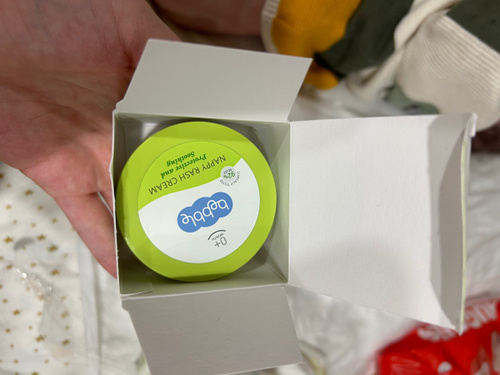 bebble
NAPPY RASH CREAM
Protective and
Soothing
0+